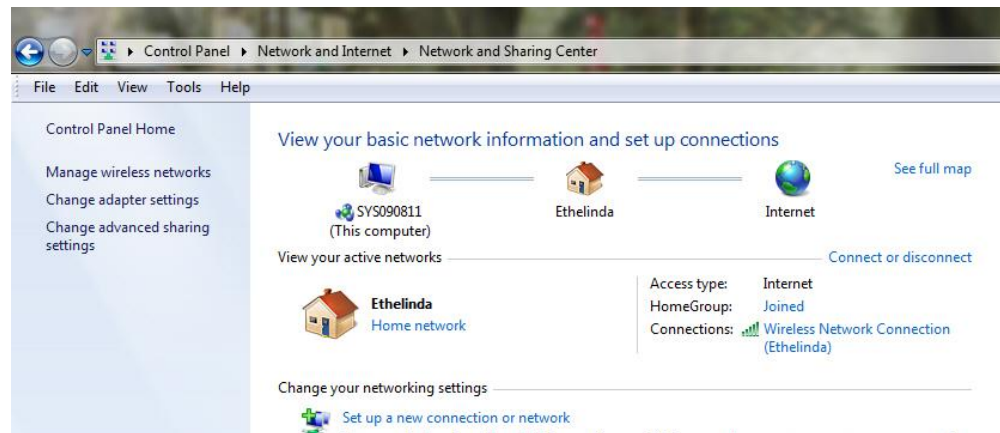 Control Panel ▸ Network and Internet ▸ Network and Sharing Center
File Edit View Tools Help
Control Panel Home
Manage wireless networks
Change adapter settings
Change advanced sharing
settings
View your basic network information and set up connections
See full map
SYS090811
(This computer)
Ethelinda
Internet
View your active networks
Connect or disconnect
Ethelinda
Home network
Access type: Internet
HomeGroup: Joined
Connections: Wireless Network Connection
(Ethelinda)
Change your networking settings
Set up a new connection or network